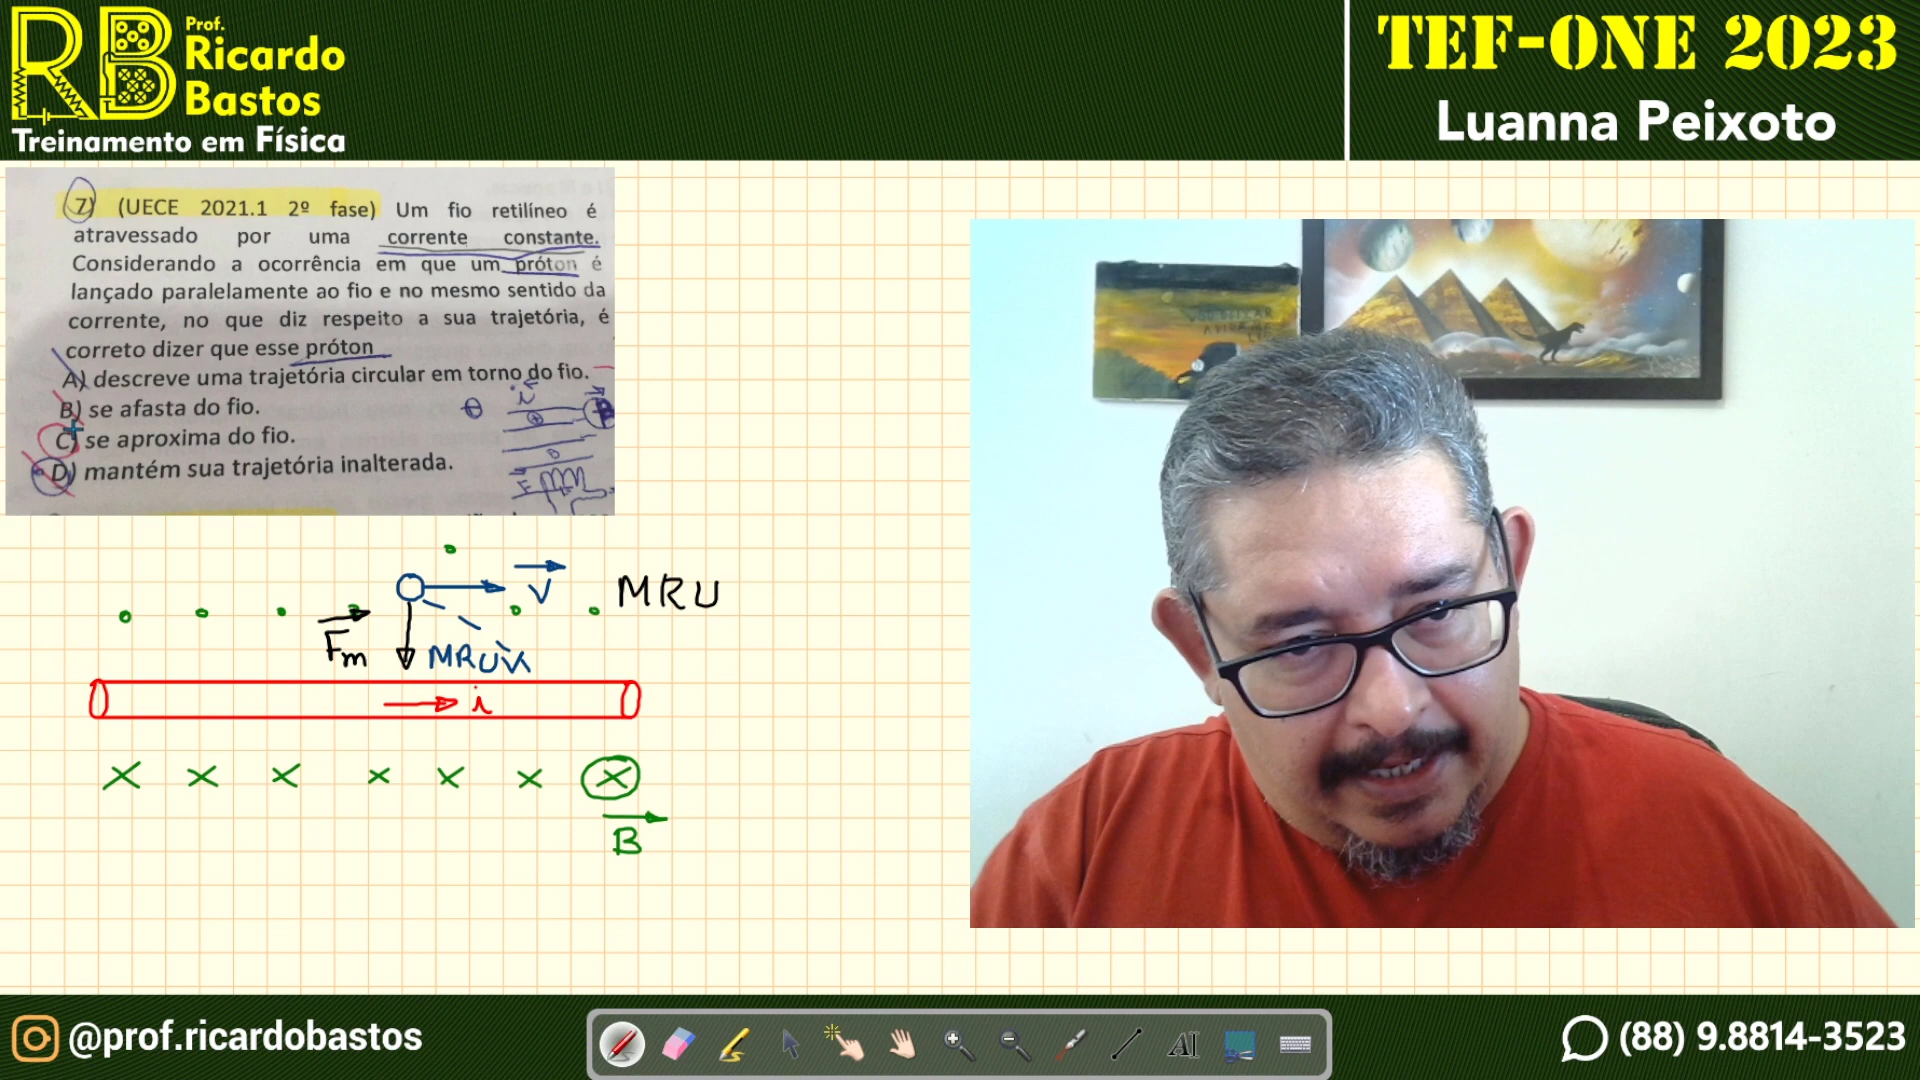 RB Prof.
Ricardo
Bastos
Treinamento em Física
TEF-ONE 2023
Luanna Peixoto
7) (UECE 2021.1 2º fase) Um fio retilíneo é
atravessado por uma corrente constante.
Considerando a ocorrência em que um próton é
lançado paralelamente ao fio e no mesmo sentido da
corrente, no que diz respeito a sua trajetória, é
correto dizer que esse próton
A) descreve uma trajetória circular em torno do fio.
B) se afasta do fio.
C) se aproxima do fio.
D) mantém sua trajetória inalterada.
i
V
MRU
Fm
MRUV
i
B
@prof.ricardobastos
AI
(88) 9.8814-3523